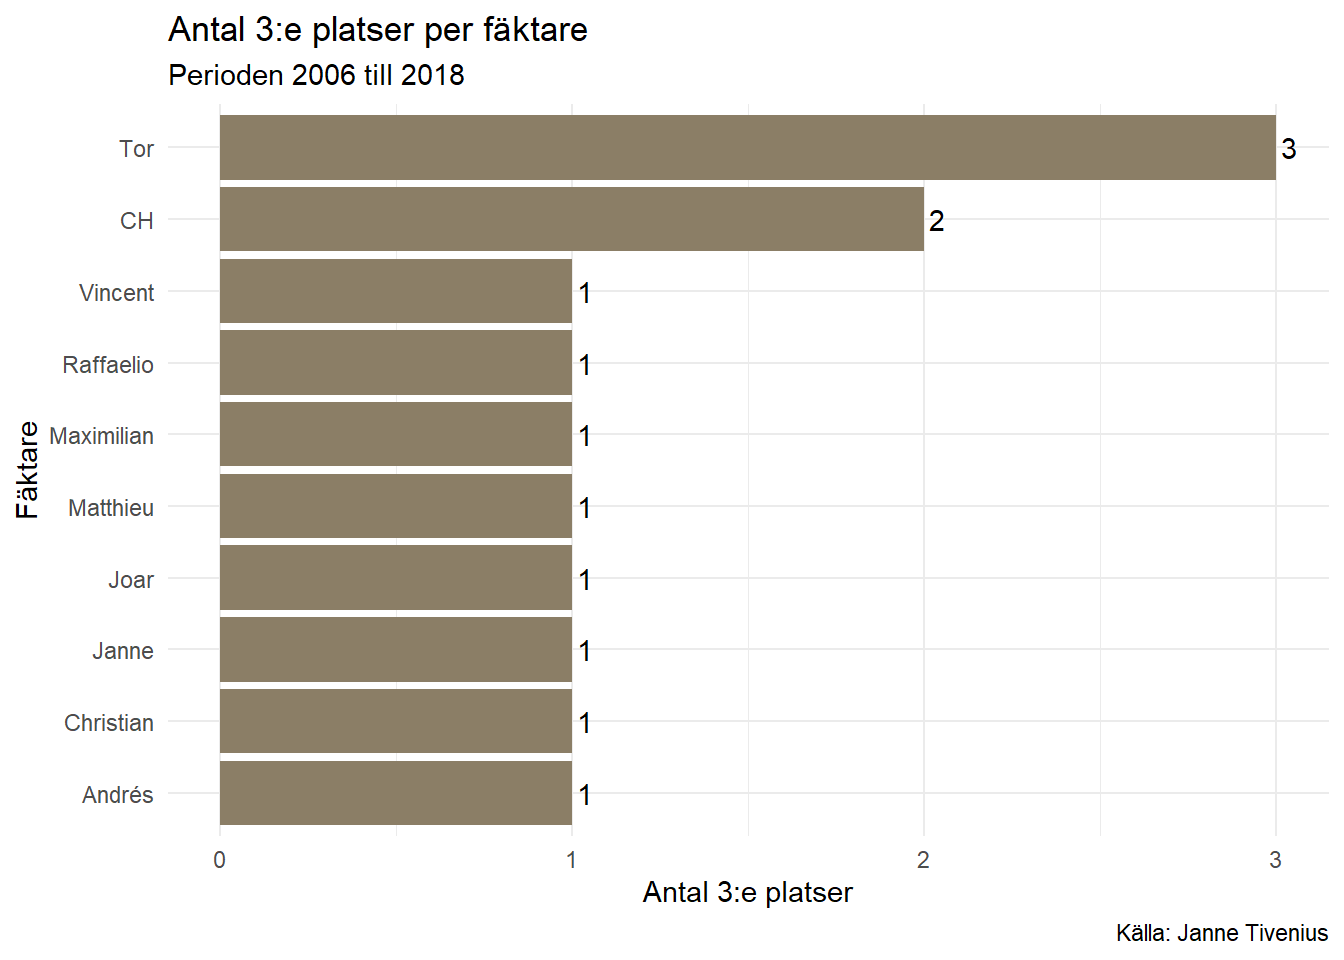 Antal 3:e platser per fäktare
Perioden 2006 till 2018
Fäktare
Tor 3
CH 2
Vincent 1
Raffaelio 1
Maximilian 1
Matthieu 1
Joar 1
Janne 1
Christian 1
Andrés 1
0 1 2 3
Antal 3:e platser
Källa: Janne Tivenius